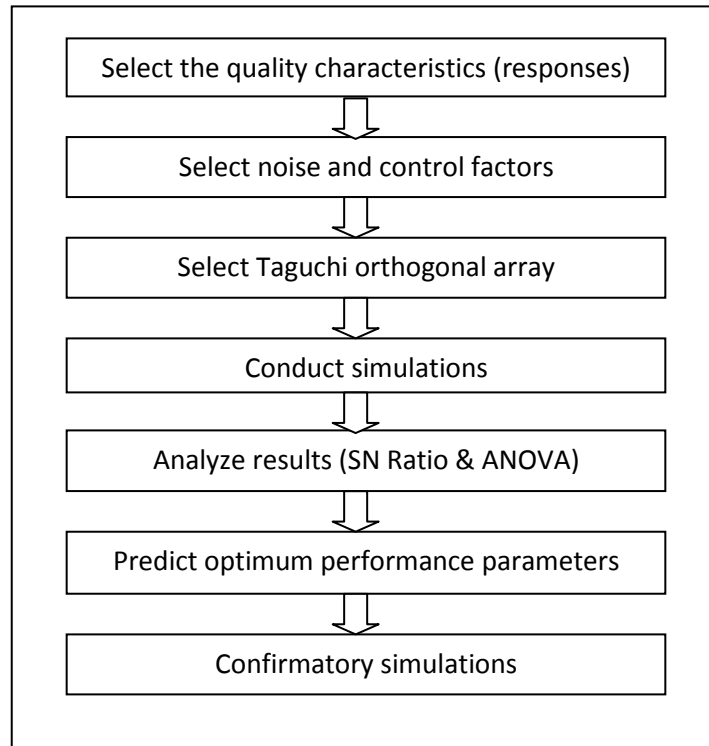 Select the quality characteristics (responses)
Select noise and control factors
Select Taguchi orthogonal array
Conduct simulations
Analyze results (SN Ratio & ANOVA)
Predict optimum performance parameters
Confirmatory simulations